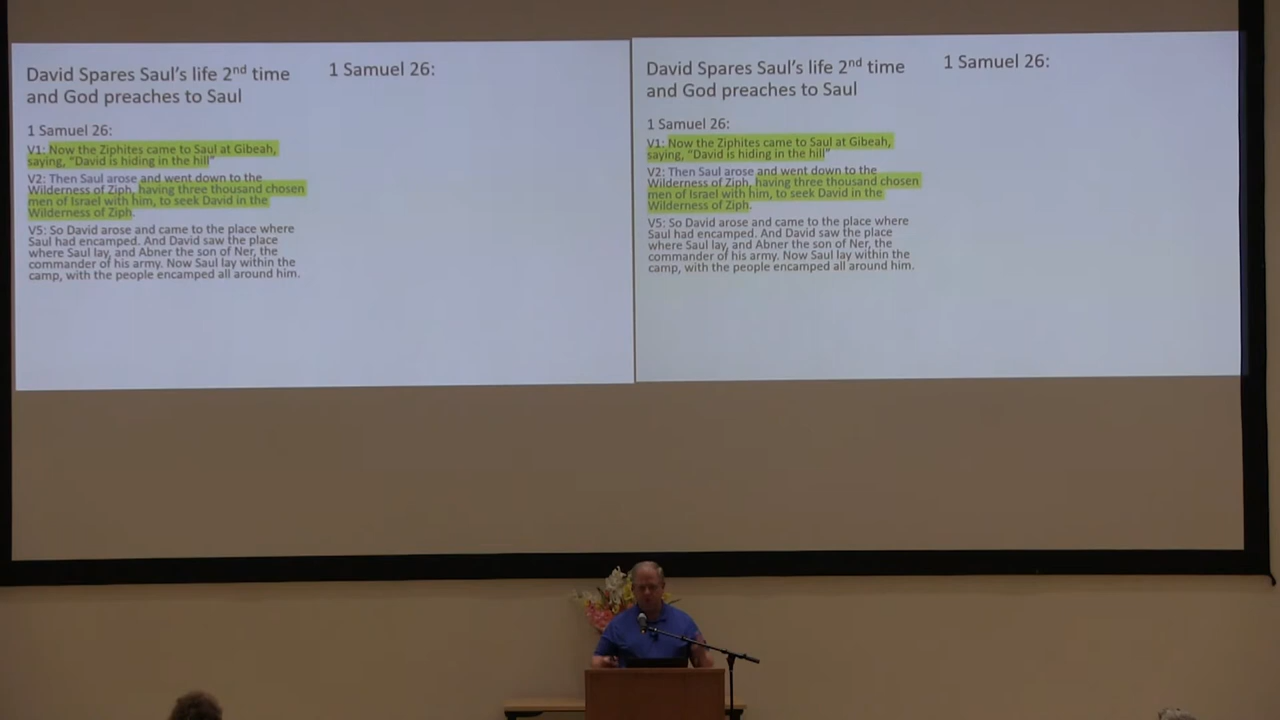 David Spares Saul's life 2nd time
and God preaches to Saul
1 Samuel 26:
V1: Now the Ziphites came to Saul at Gibeah,
saying, "David is hiding in the hill"
V2: Then Saul arose and went down to the
Wilderness of Ziph, having three thousand chosen
men of Israel with him, to seek David in the
Wilderness of Ziph.
V5: So David arose and came to the place where
Saul had encamped. And David saw the place
where Saul lay, and Abner the son of Ner, the
commander of his army. Now Saul lay within the
camp, with the people encamped all around him.
1 Samuel 26:
David Spares Saul's life 2nd time
and God preaches to Saul
1 Samuel 26:
V1: Now the Ziphites came to Saul at Gibeah,
saying, "David is hiding in the hill"
V2: Then Saul arose and went down to the
Wilderness of Ziph, having three thousand chosen
men of Israel with him, to seek David in the
Wilderness of Ziph.
V5: So David arose and came to the place where
Saul had encamped. And David saw the place
where Saul lay, and Abner the son of Ner, the
commander of his army. Now Saul lay within the
camp, with the people encamped all around him.
1 Samuel 26: